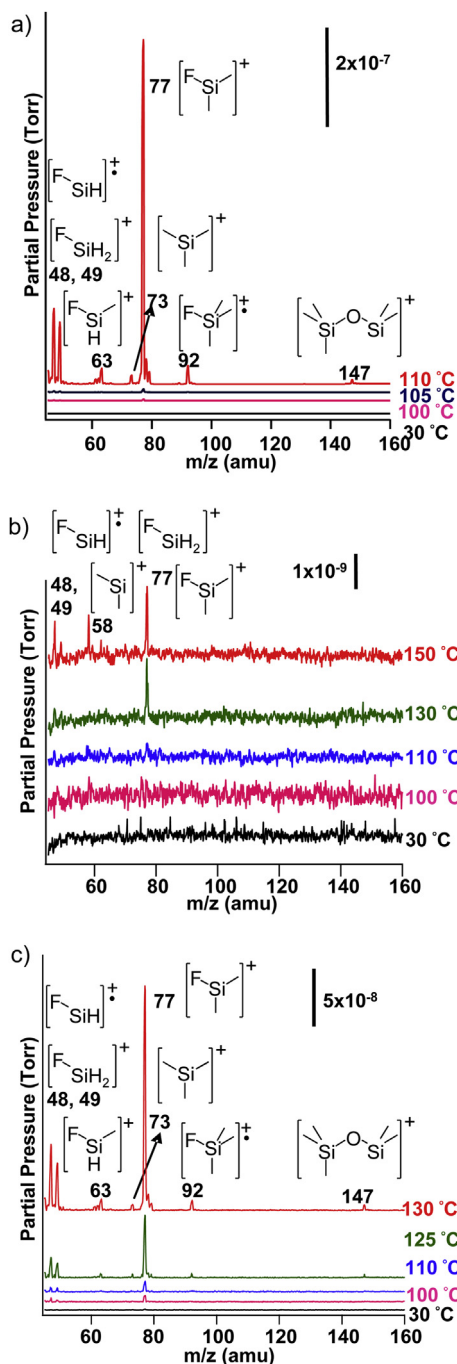 a)
2x10⁻⁷
77 [F Si]⁺
[F SiH]⁺•
[F SiH₂]⁺ [Si]⁺
48, 49
[F Si H]⁺ 73 [F Si]⁺• [Si O Si]⁺
63 92 147
110 °C
105 °C
100 °C
30 °C
60 80 100 120 140 160
m/z (amu)
Partial Pressure (Torr)
b)
[F SiH]⁺• [F SiH₂]⁺
1x10⁻⁹
48, 49 [Si]⁺ 77 [F Si]⁺
58
150 °C
130 °C
110 °C
100 °C
30 °C
60 80 100 120 140 160
m/z (amu)
Partial Pressure (Torr)
c)
77 [F Si]⁺
5x10⁻⁸
[F SiH]⁺•
[F SiH₂]⁺ [Si]⁺
48, 49
[F Si H]⁺ 73 [F Si]⁺• [Si O Si]⁺
63 92 147
130 °C
125 °C
110 °C
100 °C
30 °C
60 80 100 120 140 160
m/z (amu)
Partial Pressure (Torr)